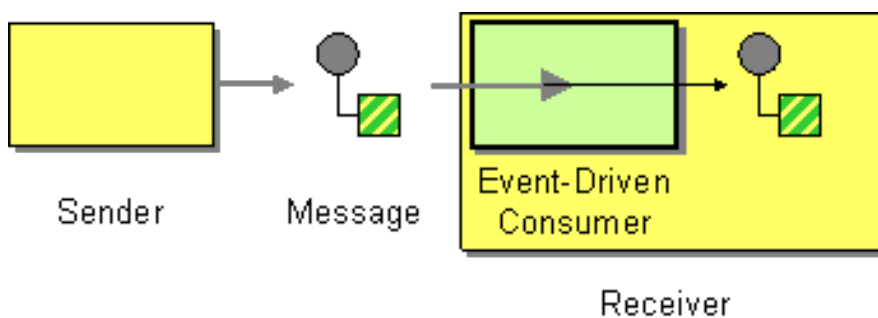 Sender
Message
Event-Driven
Consumer
Receiver